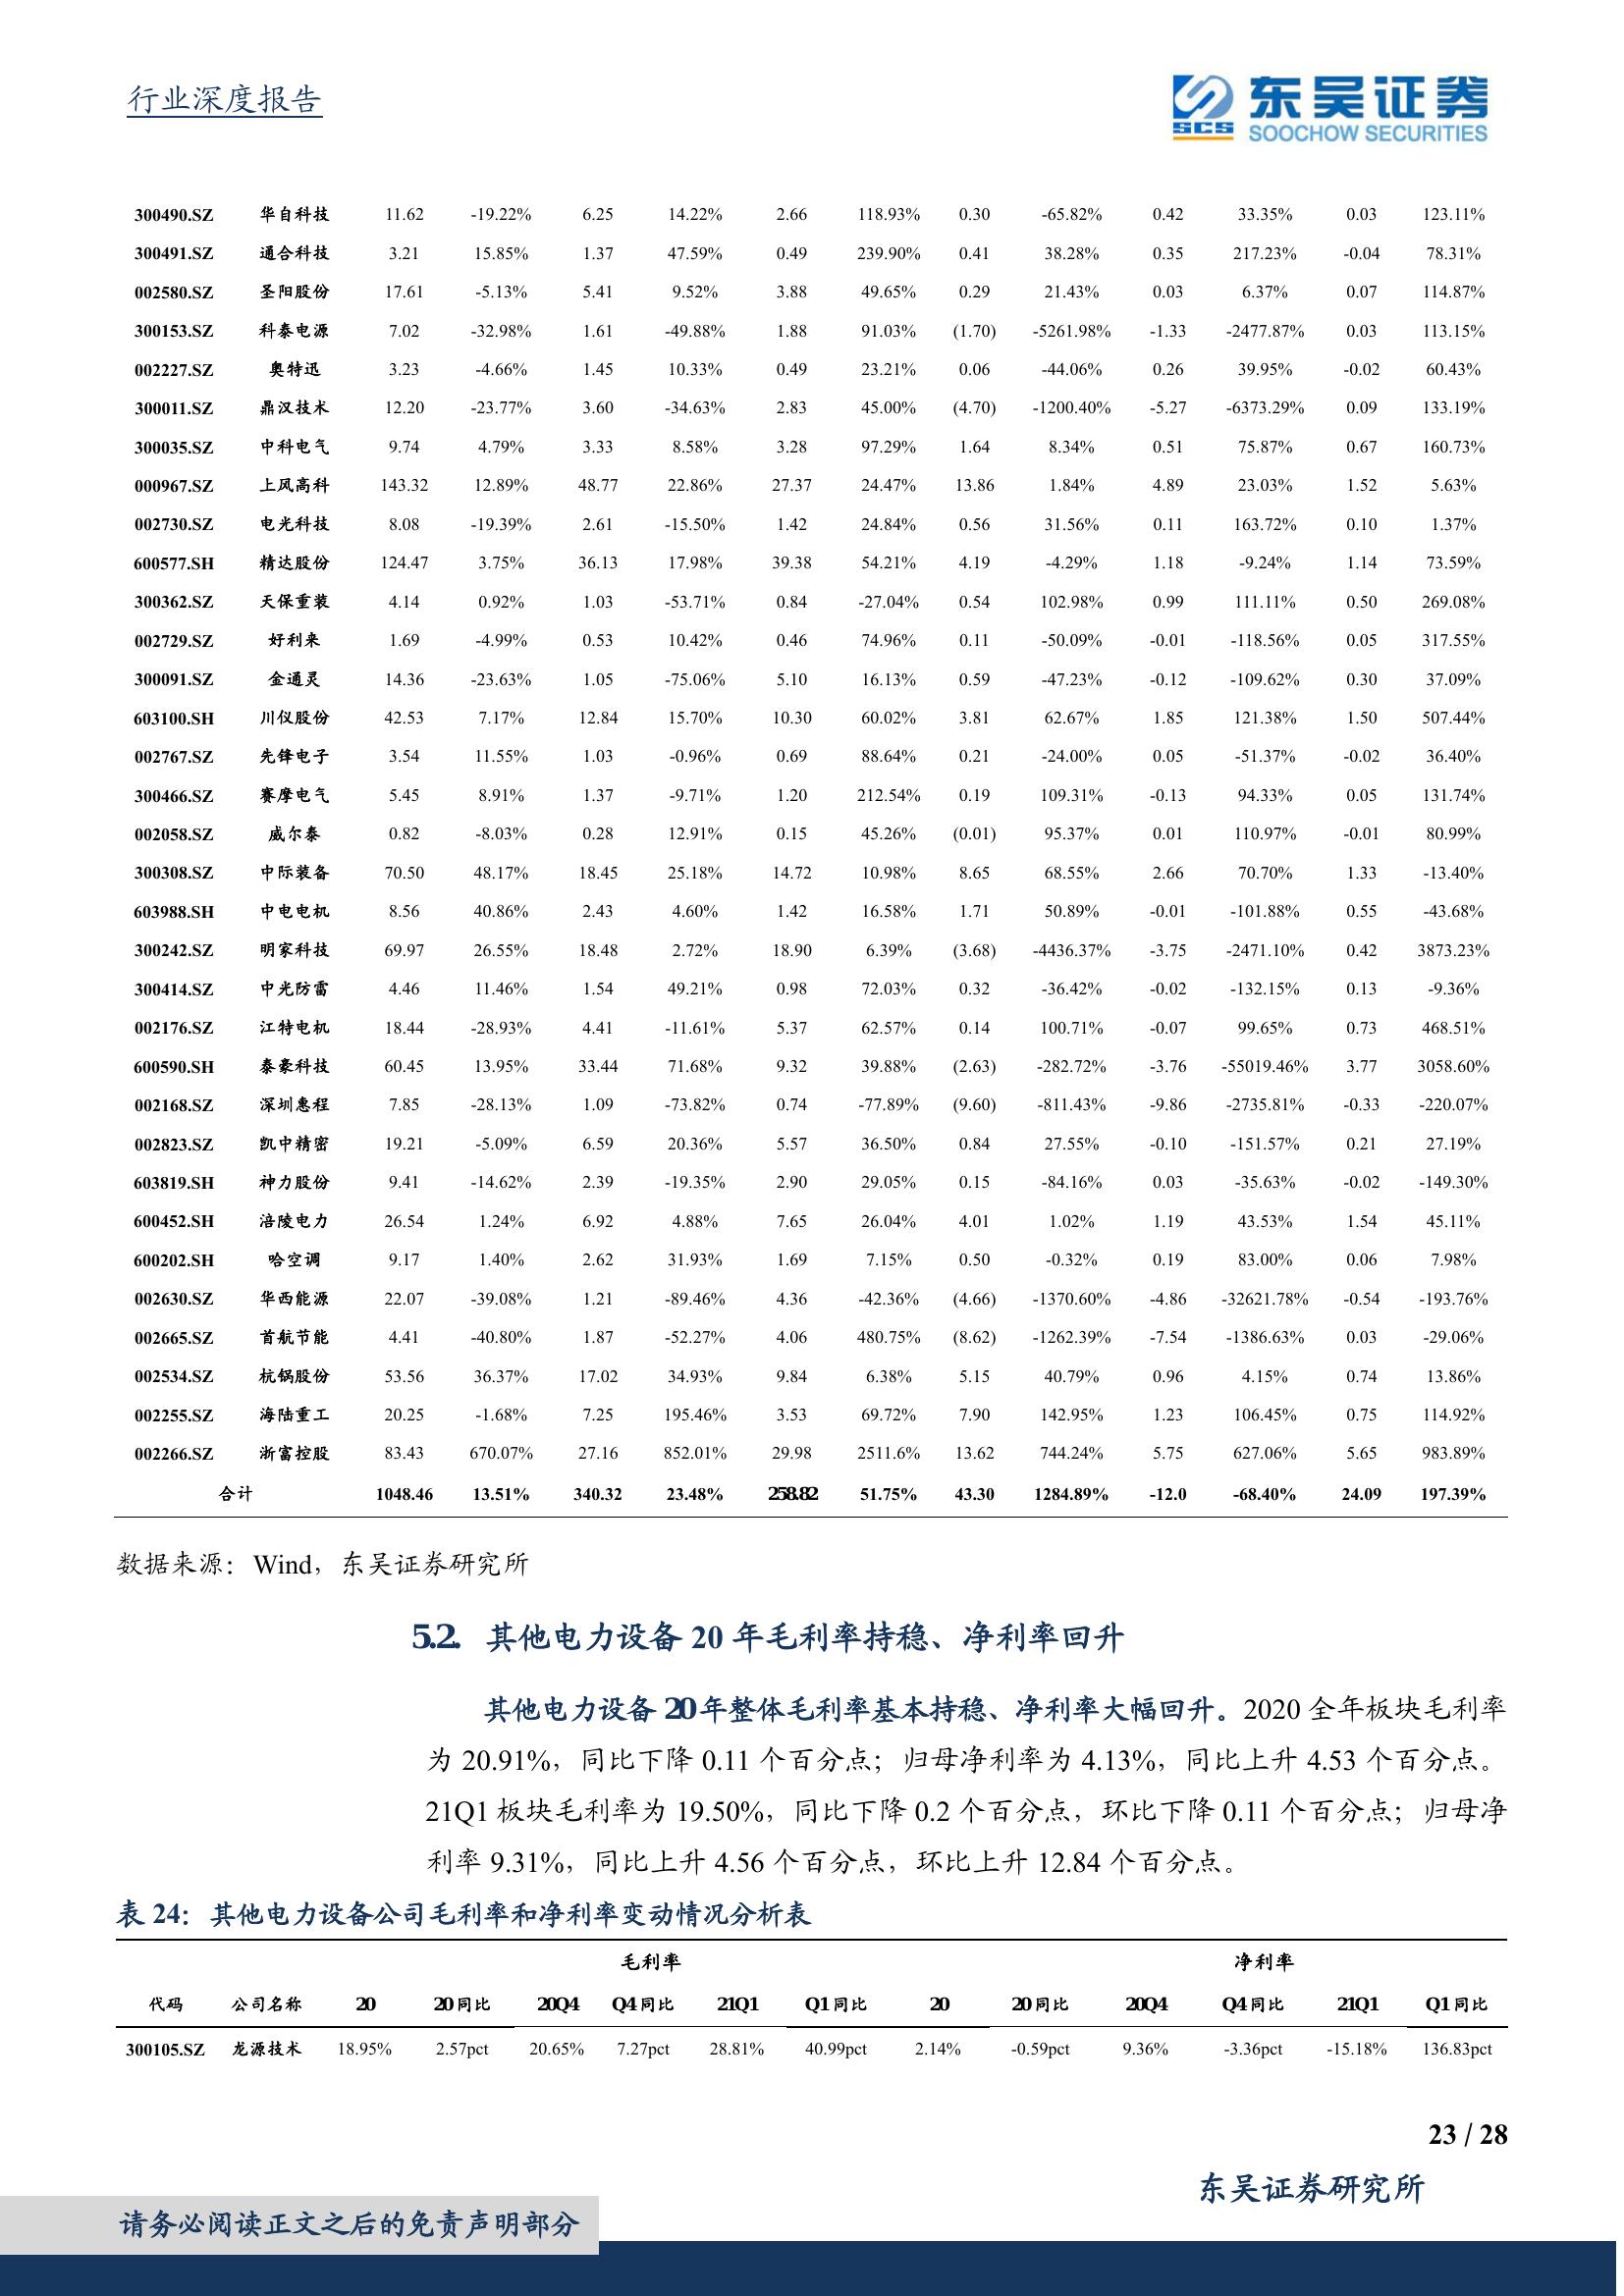 行业深度报告
东吴证券
SCS
SOOCHOW SECURITIES
300490.SZ 华自科技 11.62 -19.22% 6.25 14.22% 2.66 118.93% 0.30 -65.82% 0.42 33.35% 0.03 123.11%
300491.SZ 通合科技 3.21 15.85% 1.37 47.59% 0.49 239.90% 0.41 38.28% 0.35 217.23% -0.04 78.31%
002580.SZ 圣阳股份 17.61 -5.13% 5.41 9.52% 3.88 49.65% 0.29 21.43% 0.03 6.37% 0.07 114.87%
300153.SZ 科泰电源 7.02 -32.98% 1.61 -49.88% 1.88 91.03% (1.70) -5261.98% -1.33 -2477.87% 0.03 113.15%
002227.SZ 奥特迅 3.23 -4.66% 1.45 10.33% 0.49 23.21% 0.06 -44.06% 0.26 39.95% -0.02 60.43%
300011.SZ 鼎汉技术 12.20 -23.77% 3.60 -34.63% 2.83 45.00% (4.70) -1200.40% -5.27 -6373.29% 0.09 133.19%
300035.SZ 中科电气 9.74 4.79% 3.33 8.58% 3.28 97.29% 1.64 8.34% 0.51 75.87% 0.67 160.73%
000967.SZ 上风高科 143.32 12.89% 48.77 22.86% 27.37 24.47% 13.86 1.84% 4.89 23.03% 1.52 5.63%
002730.SZ 电光科技 8.08 -19.39% 2.61 -15.50% 1.42 24.84% 0.56 31.56% 0.11 163.72% 0.10 1.37%
600577.SH 精达股份 124.47 3.75% 36.13 17.98% 39.38 54.21% 4.19 -4.29% 1.18 -9.24% 1.14 73.59%
300362.SZ 天保重装 4.14 0.92% 1.03 -53.71% 0.84 -27.04% 0.54 102.98% 0.99 111.11% 0.50 269.08%
002729.SZ 好利来 1.69 -4.99% 0.53 10.42% 0.46 74.96% 0.11 -50.09% -0.01 -118.56% 0.05 317.55%
300091.SZ 金通灵 14.36 -23.63% 1.05 -75.06% 5.10 16.13% 0.59 -47.23% -0.12 -109.62% 0.30 37.09%
603100.SH 川仪股份 42.53 7.17% 12.84 15.70% 10.30 60.02% 3.81 62.67% 1.85 121.38% 1.50 507.44%
002767.SZ 先锋电子 3.54 11.55% 1.03 -0.96% 0.69 88.64% 0.21 -24.00% 0.05 -51.37% -0.02 36.40%
300466.SZ 赛摩电气 5.45 8.91% 1.37 -9.71% 1.20 212.54% 0.19 109.31% -0.13 94.33% 0.05 131.74%
002058.SZ 威尔泰 0.82 -8.03% 0.28 12.91% 0.15 45.26% (0.01) 95.37% 0.01 110.97% -0.01 80.99%
300308.SZ 中际装备 70.50 48.17% 18.45 25.18% 14.72 10.98% 8.65 68.55% 2.66 70.70% 1.33 -13.40%
603988.SH 中电电机 8.56 40.86% 2.43 4.60% 1.42 16.58% 1.71 50.89% -0.01 -101.88% 0.55 -43.68%
300242.SZ 明家科技 69.97 26.55% 18.48 2.72% 18.90 6.39% (3.68) -4436.37% -3.75 -2471.10% 0.42 3873.23%
300414.SZ 中光防雷 4.46 11.46% 1.54 49.21% 0.98 72.03% 0.32 -36.42% -0.02 -132.15% 0.13 -9.36%
002176.SZ 江特电机 18.44 -28.93% 4.41 -11.61% 5.37 62.57% 0.14 100.71% -0.07 99.65% 0.73 468.51%
600590.SH 泰豪科技 60.45 13.95% 33.44 71.68% 9.32 39.88% (2.63) -282.72% -3.76 -55019.46% 3.77 3058.60%
002168.SZ 深圳惠程 7.85 -28.13% 1.09 -73.82% 0.74 -77.89% (9.60) -811.43% -9.86 -2735.81% -0.33 -220.07%
002823.SZ 凯中精密 19.21 -5.09% 6.59 20.36% 5.57 36.50% 0.84 27.55% -0.10 -151.57% 0.21 27.19%
603819.SH 神力股份 9.41 -14.62% 2.39 -19.35% 2.90 29.05% 0.15 -84.16% 0.03 -35.63% -0.02 -149.30%
600452.SH 涪陵电力 26.54 1.24% 6.92 4.88% 7.65 26.04% 4.01 1.02% 1.19 43.53% 1.54 45.11%
600202.SH 哈空调 9.17 1.40% 2.62 31.93% 1.69 7.15% 0.50 -0.32% 0.19 83.00% 0.06 7.98%
002630.SZ 华西能源 22.07 -39.08% 1.21 -89.46% 4.36 -42.36% (4.66) -1370.60% -4.86 -32621.78% -0.54 -193.76%
002665.SZ 首航节能 4.41 -40.80% 1.87 -52.27% 4.06 480.75% (8.62) -1262.39% -7.54 -1386.63% 0.03 -29.06%
002534.SZ 杭锅股份 53.56 36.37% 17.02 34.93% 9.84 6.38% 5.15 40.79% 0.96 4.15% 0.74 13.86%
002255.SZ 海陆重工 20.25 -1.68% 7.25 195.46% 3.53 69.72% 7.90 142.95% 1.23 106.45% 0.75 114.92%
002266.SZ 浙富控股 83.43 670.07% 27.16 852.01% 29.98 2511.6% 13.62 744.24% 5.75 627.06% 5.65 983.89%
合计 1048.46 13.51% 340.32 23.48% 258.82 51.75% 43.30 1284.89% -12.0 -68.40% 24.09 197.39%
数据来源：Wind，东吴证券研究所
5.2. 其他电力设备 20 年毛利率持稳、净利率回升
其他电力设备 20 年整体毛利率基本持稳、净利率大幅回升。2020 全年板块毛利率
为 20.91%，同比下降 0.11 个百分点；归母净利率为 4.13%，同比上升 4.53 个百分点。
21Q1 板块毛利率为 19.50%，同比下降 0.2 个百分点，环比下降 0.11 个百分点；归母净
利率 9.31%，同比上升 4.56 个百分点，环比上升 12.84 个百分点。
表 24：其他电力设备公司毛利率和净利率变动情况分析表
毛利率 净利率
代码 公司名称 20 20 同比 20Q4 Q4 同比 21Q1 Q1 同比 20 20 同比 20Q4 Q4 同比 21Q1 Q1 同比
300105.SZ 龙源技术 18.95% 2.57pct 20.65% 7.27pct 28.81% 40.99pct 2.14% -0.59pct 9.36% -3.36pct -15.18% 136.83pct
23 / 28
东吴证券研究所
请务必阅读正文之后的免责声明部分